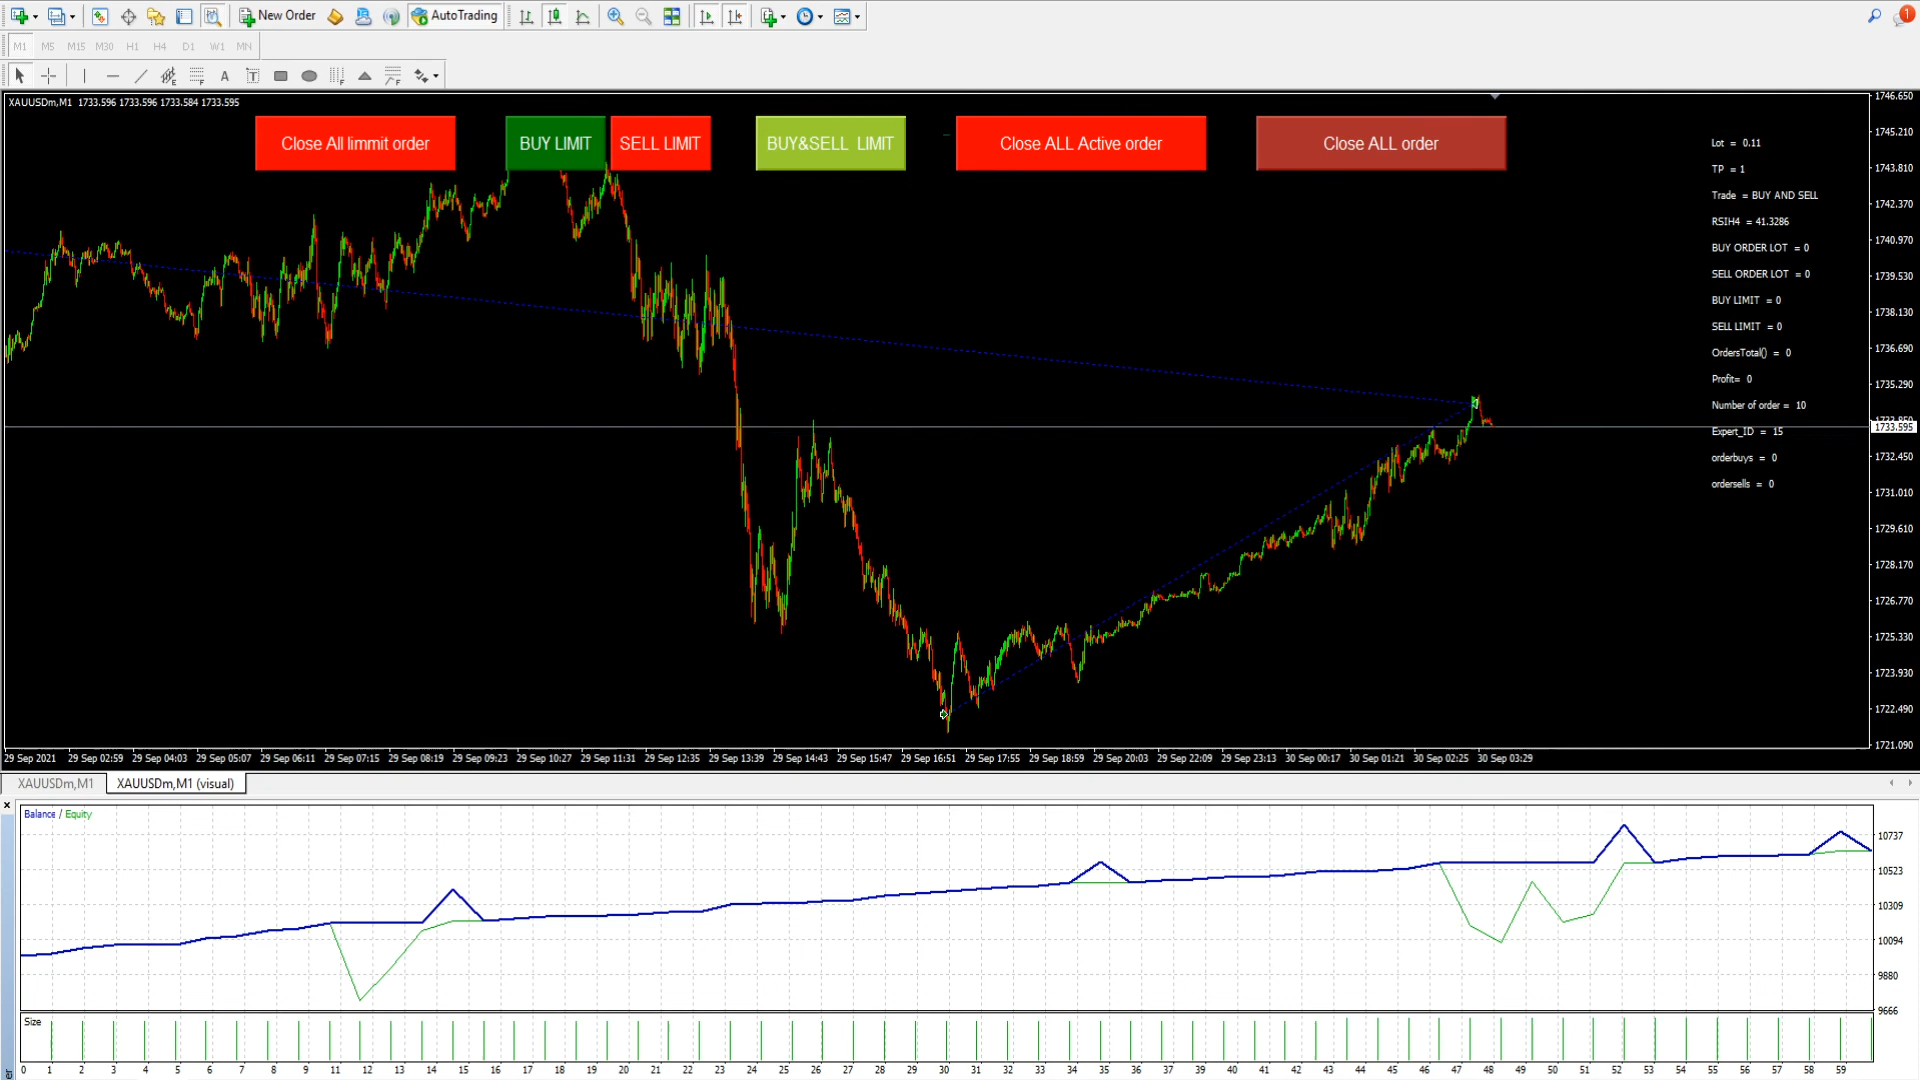 New Order
AutoTrading
1
M1 M5 M15 M30 H1 H4 D1 W1 MN
A T
XAUUSDm,M1 1733.596 1733.596 1733.584 1733.595
Close All limmit order
BUY LIMIT
SELL LIMIT
BUY&SELL LIMIT
Close ALL Active order
Close ALL order
Lot = 0.11
TP = 1
Trade = BUY AND SELL
RSIH4 = 41.3286
BUY ORDER LOT = 0
SELL ORDER LOT = 0
BUY LIMIT = 0
SELL LIMIT = 0
OrdersTotal() = 0
Profit= 0
Number of order = 10
Expert_ID = 15
orderbuys = 0
ordersells = 0
1746.650
1745.210
1743.810
1742.370
1740.970
1739.530
1738.130
1736.690
1735.290
1733.850
1733.595
1732.450
1731.010
1729.610
1728.170
1726.770
1725.330
1723.930
1722.490
1721.090
29 Sep 2021 29 Sep 02:59 29 Sep 04:03 29 Sep 05:07 29 Sep 06:11 29 Sep 07:15 29 Sep 08:19 29 Sep 09:23 29 Sep 10:27 29 Sep 11:31 29 Sep 12:35 29 Sep 13:39 29 Sep 14:43 29 Sep 15:47 29 Sep 16:51 29 Sep 17:55 29 Sep 18:59 29 Sep 20:03 29 Sep 22:09 29 Sep 23:13 30 Sep 00:17 30 Sep 01:21 30 Sep 02:25 30 Sep 03:29
XAUUSDm,M1 XAUUSDm,M1 (visual)
Balance / Equity
10737
10523
10309
10094
9880
9666
Size
0 1 2 3 4 5 6 7 8 9 10 11 12 13 14 15 16 17 18 19 20 21 22 23 24 25 26 27 28 29 30 31 32 33 34 35 36 37 38 39 40 41 42 43 44 45 46 47 48 49 50 51 52 53 54 55 56 57 58 59